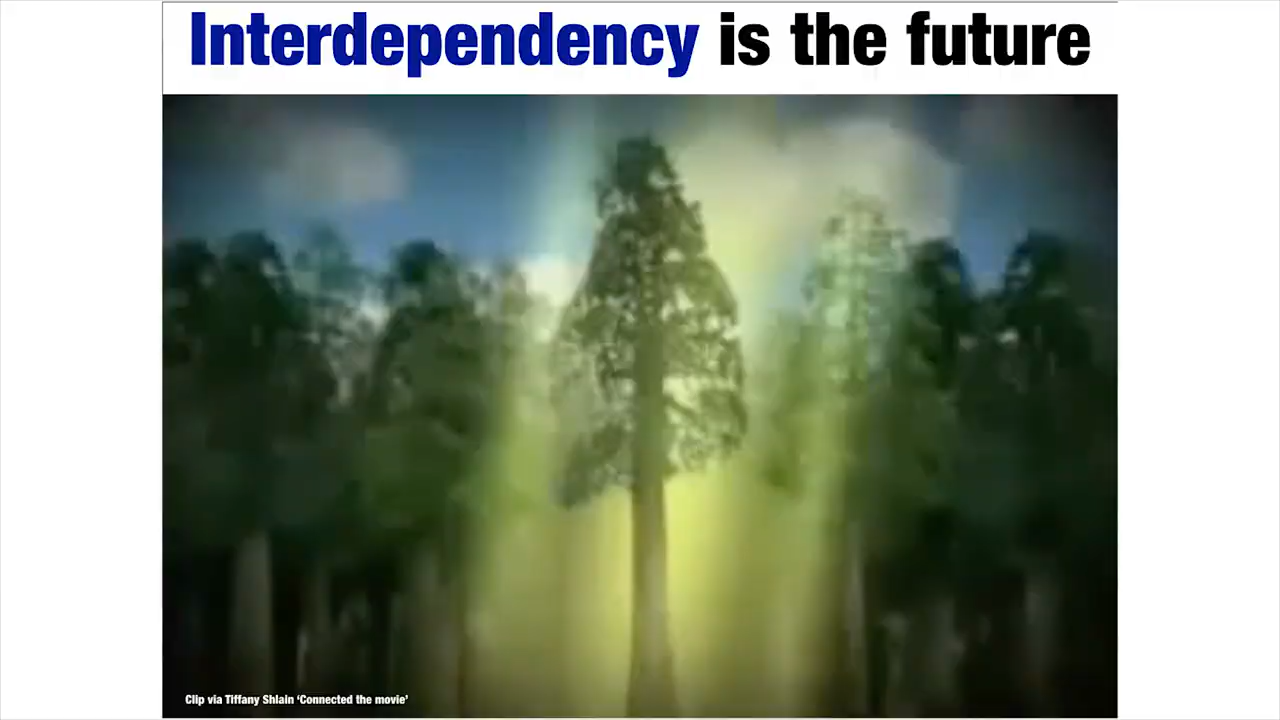 Interdependency is the future
Clip via Tiffany Shlain ‘Connected the movie’